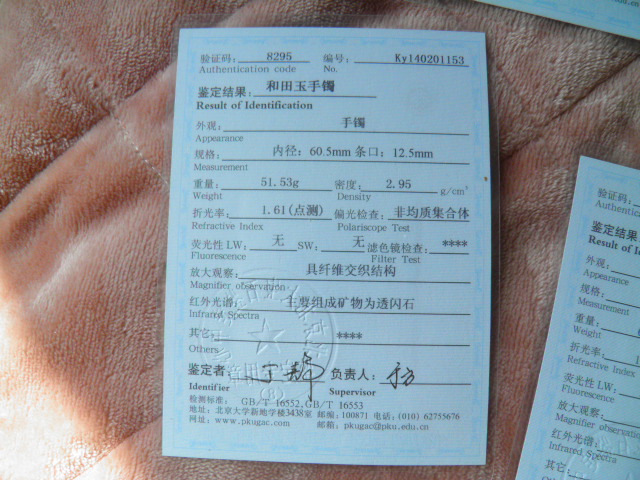 验证码: 8295 编号: Ky140201153
Authentication code No.
鉴定结果: 和田玉手镯
Result of Identification
外观: 手镯
Appearance
规格: 内径: 60.5mm 条口: 12.5mm
Measurement
重量: 51.53g 密度: 2.95 g/cm³
Weight Density
折光率: 1.61(点测) 偏光检查: 非均质集合体
Refractive Index Polariscope Test
荧光性 LW: 无 SW: 无 滤色镜检查: ****
Fluorescence Filter Test
放大观察: 具纤维交织结构
Magnifier observation
红外光谱: 主要组成矿物为透闪石
Infrared Spectra
其它: ****
Others
鉴定者: 负责人:
Identifier Supervisor
检测标准: GB/T 16552,GB/T 16553
地址: 北京大学新地学楼3438室 邮编: 100871 电话: (010) 62755676
网址: www.pkugac.com 邮箱: pkugac@pku.edu.cn
验证码:
Authentic
鉴定结果
Result of Id
外观:
Appearance
规格:
Measurement
重量:
Weight
折光率:
Refractive Index
荧光性 LW:
Fluorescence
放大观察:
Magnifier observation
红外光谱:
Infrared Spectra
其它:
du.cn